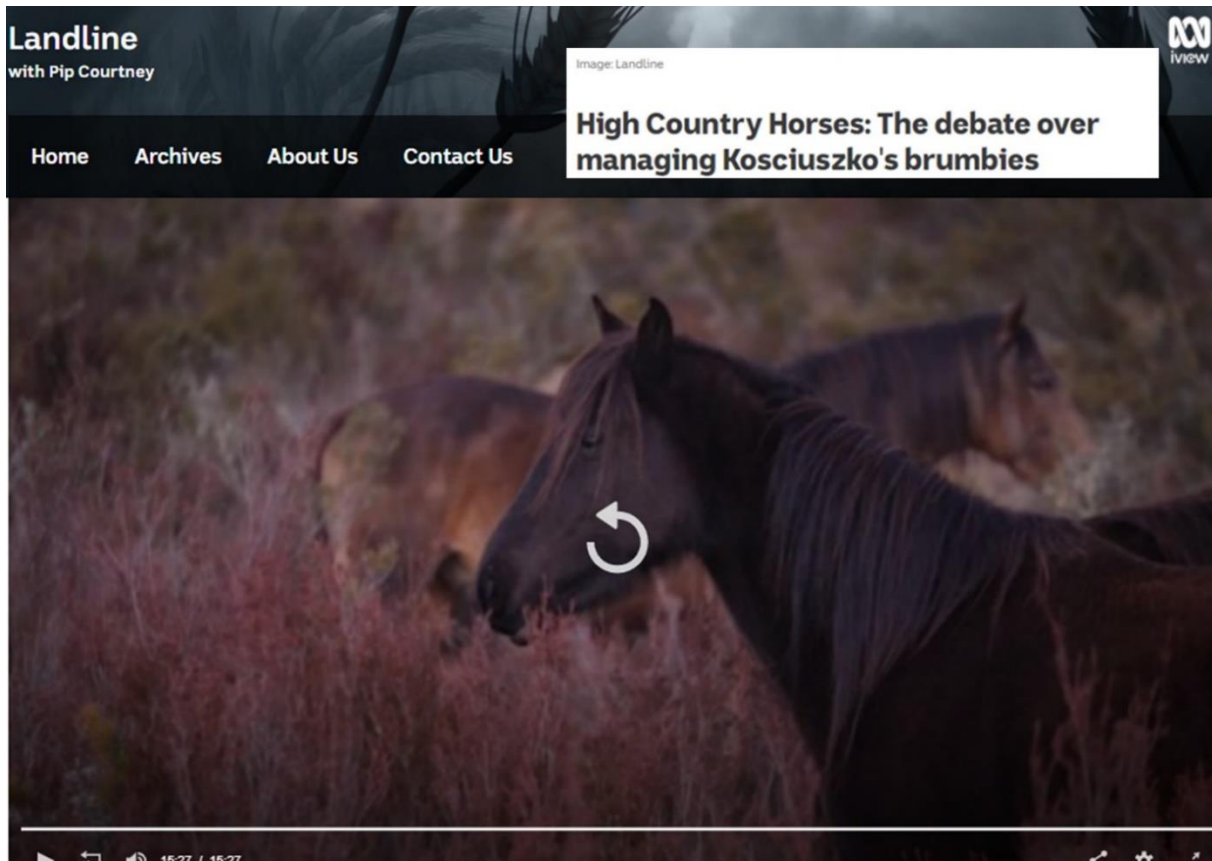 Landline
with Pip Courtney
iview
Image: Landline
High Country Horses: The debate over
managing Kosciuszko's brumbies
Home Archives About Us Contact Us
15:27 / 15:27